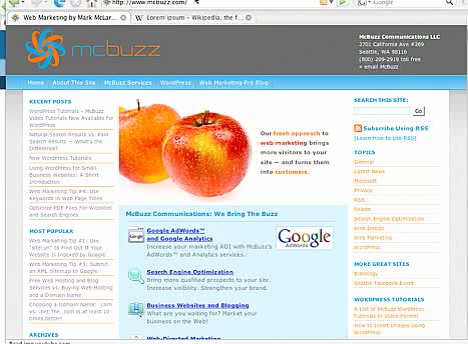 http://www.mcbuzz.com/
Google
Web Marketing by Mark McLar...
Lorem ipsum - Wikipedia, the f...
mcbuzz
McBuzz Communications LLC
2701 California Ave #269
Seattle, WA 98116
(800) 209-2919 toll free
» email McBuzz
Home
About This Site
McBuzz Services
WordPress
Web Marketing Pro Blog
RECENT POSTS
WordPress Tutorials - McBuzz
Video Tutorials Now Available for
WordPress
Natural Search Results vs. Paid
Search Results — What's the
Difference?
New WordPress Tutorials
Using WordPress for Small
Business Websites: A Short
Introduction
Web Marketing Tip #4: Use
Keywords in Web Page Titles
Optimize PDF Files For Websites
and Search Engines
MOST POPULAR
Web Marketing Tip #1: Use
"site:url" to Find Out If Your
Website Is Indexed by Google
Web Marketing Tip #3: Submit
an XML Sitemap to Google
Free Web Hosting and Blog
Services vs. Buying Web Hosting
and a Domain Name
Choosing a Domain Name: .com
vs .net The .com is at least 10
times better!
ARCHIVES
Our fresh approach to
web marketing brings
more visitors to your
site — and turns them
into customers.
McBuzz Communications: We Bring The Buzz
Google AdWords™
and Google Analytics
Increase your marketing ROI with McBuzz's
AdWords™ and Analytics services.
Google
AdWords
Search Engine Optimization
Bring more qualified prospects to your site.
Increase visibility. Strengthen your brand.
Business Websites and Blogging
What are you waiting for? Market your
business on the Web!
Web-Directed Marketing
SEARCH THIS SITE:
Go
Subscribe Using RSS
[Learn How to Use RSS]
TOPICS
General
Latest News
Microsoft
Privacy
RSS
Search
Search Engine Optimization
Web Design
Web Marketing
WordPress
MORE GREAT SITES
Seattle Facebook Event
WORDPRESS TUTORIALS
A List of McBuzz WordPress
Tutorials in Video Format
How to Insert Images Using
WordPress